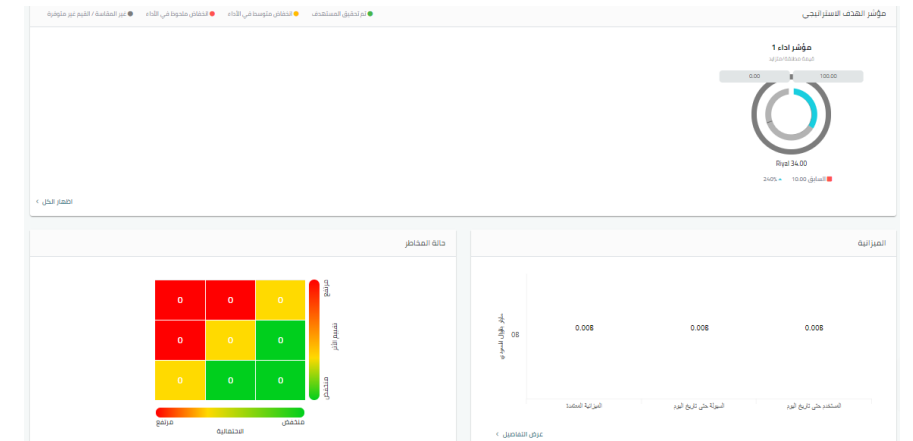 مؤشر الهدف الاستراتيجي
تم تحقيق المستهدف
انخفاض متوسط في الأداء
انخفاض ملحوظ في الأداء
غير المقاسة / القيم غير متوفرة
مؤشر اداء 1
0.00
100.00
Riyal 34.00
السابق 10.00
240%
اظهار الكل
الميزانية
0B
0.00B
0.00B
0.00B
المستخدم حتى تاريخ اليوم
السيولة حتى تاريخ اليوم
الميزانية المعتمدة
عرض التفاصيل
حالة المخاطر
0 0 0
0 0 0
0 0 0
مرتفع
تقييم الأثر
منخفض
مرتفع
منخفض
الاحتمالية